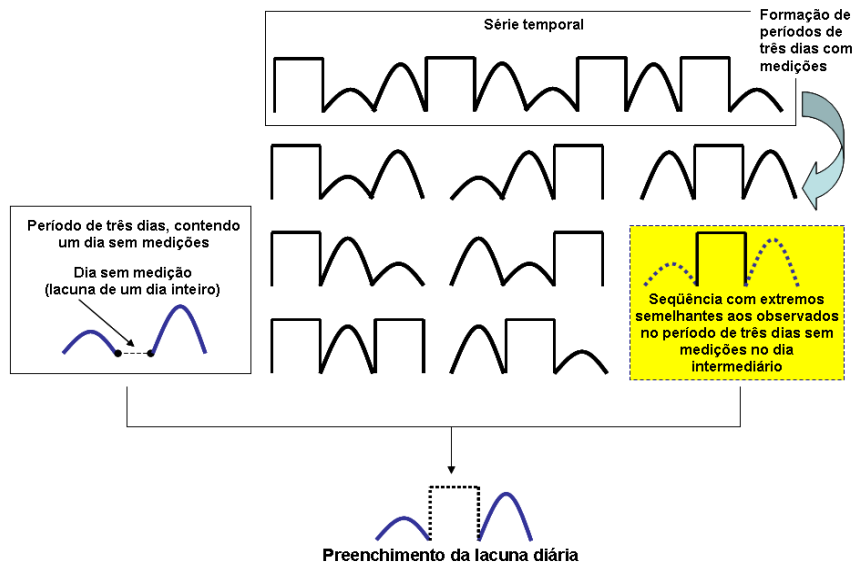 Série temporal
Formação de
períodos de
três dias com
medições
Período de três dias, contendo
um dia sem medições
Dia sem medição
(lacuna de um dia inteiro)
Seqüência com extremos
semelhantes aos observados
no período de três dias sem
medições no dia
intermediário
Preenchimento da lacuna diária